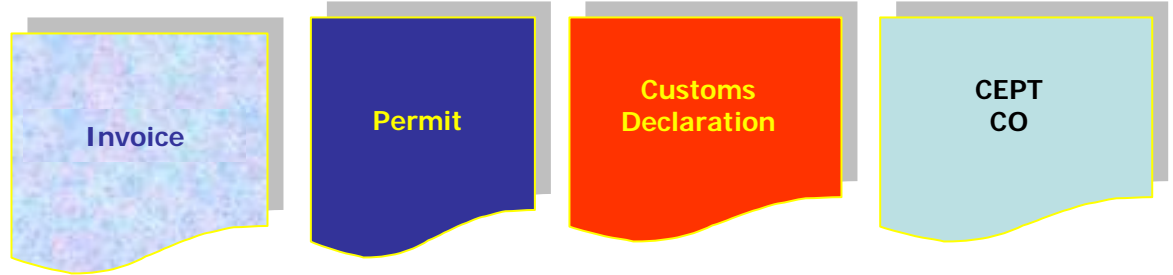 Invoice
Permit
Customs
Declaration
CEPT
CO